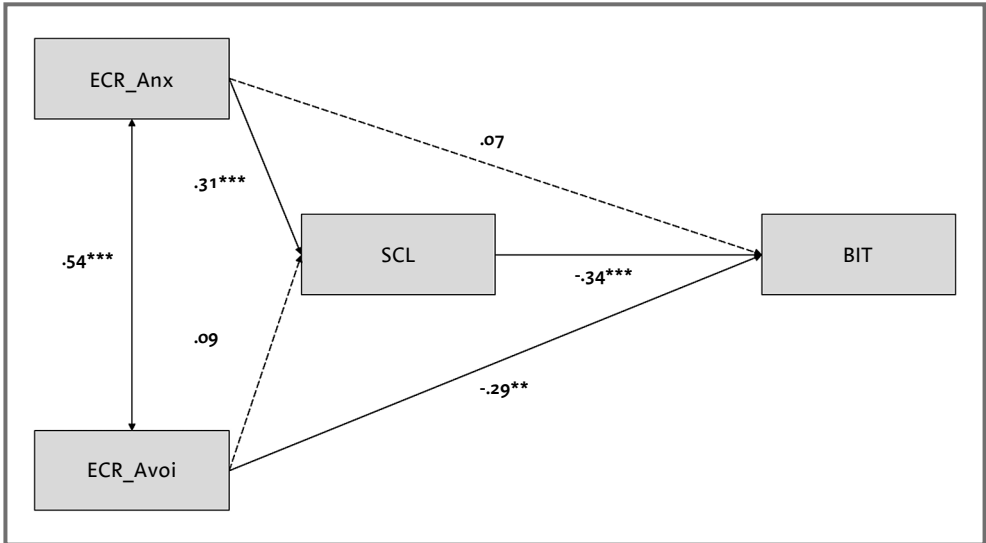 ECR_Anx
.07
.31***
SCL
BIT
.54***
-.34***
.09
-.29**
ECR_Avoi